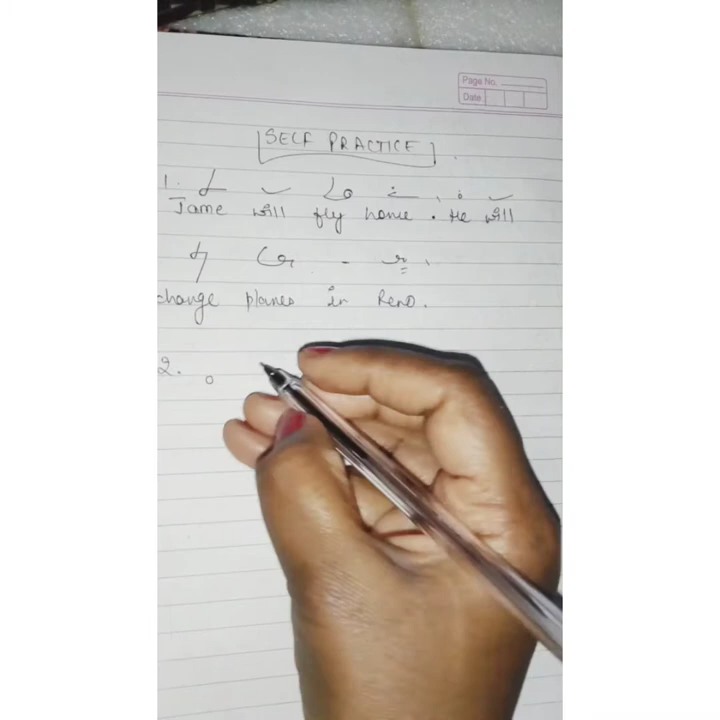 Page No.
Date
SELF PRACTICE
1.
Jame will fly home. He will
change planes in Reno.
2.